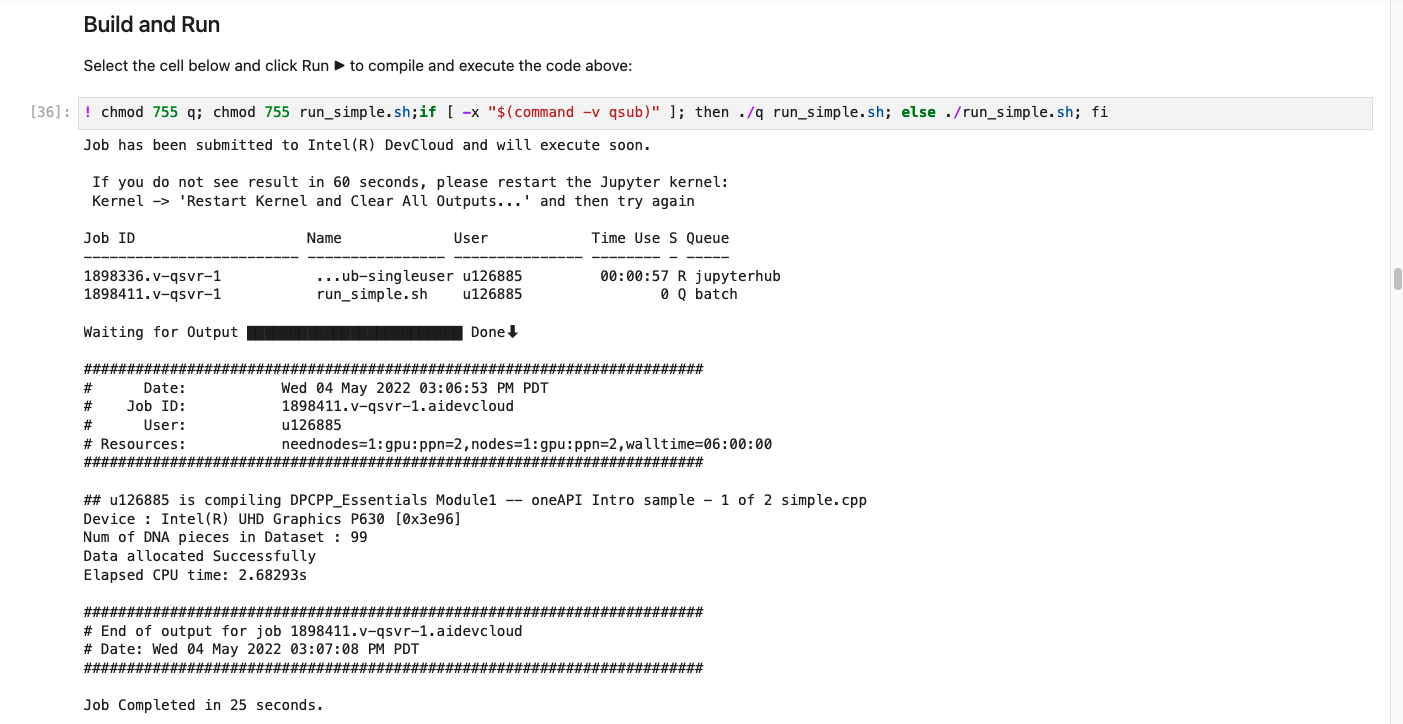 Build and Run
Select the cell below and click Run ▶ to compile and execute the code above:
[36]: ! chmod 755 q; chmod 755 run_simple.sh;if [ -x "$(command -v qsub)" ]; then ./q run_simple.sh; else ./run_simple.sh; fi
Job has been submitted to Intel(R) DevCloud and will execute soon.
If you do not see result in 60 seconds, please restart the Jupyter kernel:
Kernel -> 'Restart Kernel and Clear All Outputs...' and then try again
Job ID                    Name             User            Time Use S Queue
------------------------- ---------------- --------------- -------- - -----
1898336.v-qsvr-1           ...ub-singleuser u126885         00:00:57 R jupyterhub
1898411.v-qsvr-1           run_simple.sh    u126885                0 Q batch
Waiting for Output █████████████████████████ Done⬇
########################################################################
#      Date:           Wed 04 May 2022 03:06:53 PM PDT
#    Job ID:           1898411.v-qsvr-1.aidevcloud
#      User:           u126885
# Resources:           neednodes=1:gpu:ppn=2,nodes=1:gpu:ppn=2,walltime=06:00:00
########################################################################
## u126885 is compiling DPCPP_Essentials Module1 -- oneAPI Intro sample - 1 of 2 simple.cpp
Device : Intel(R) UHD Graphics P630 [0x3e96]
Num of DNA pieces in Dataset : 99
Data allocated Successfully
Elapsed CPU time: 2.68293s
########################################################################
# End of output for job 1898411.v-qsvr-1.aidevcloud
# Date: Wed 04 May 2022 03:07:08 PM PDT
########################################################################
Job Completed in 25 seconds.